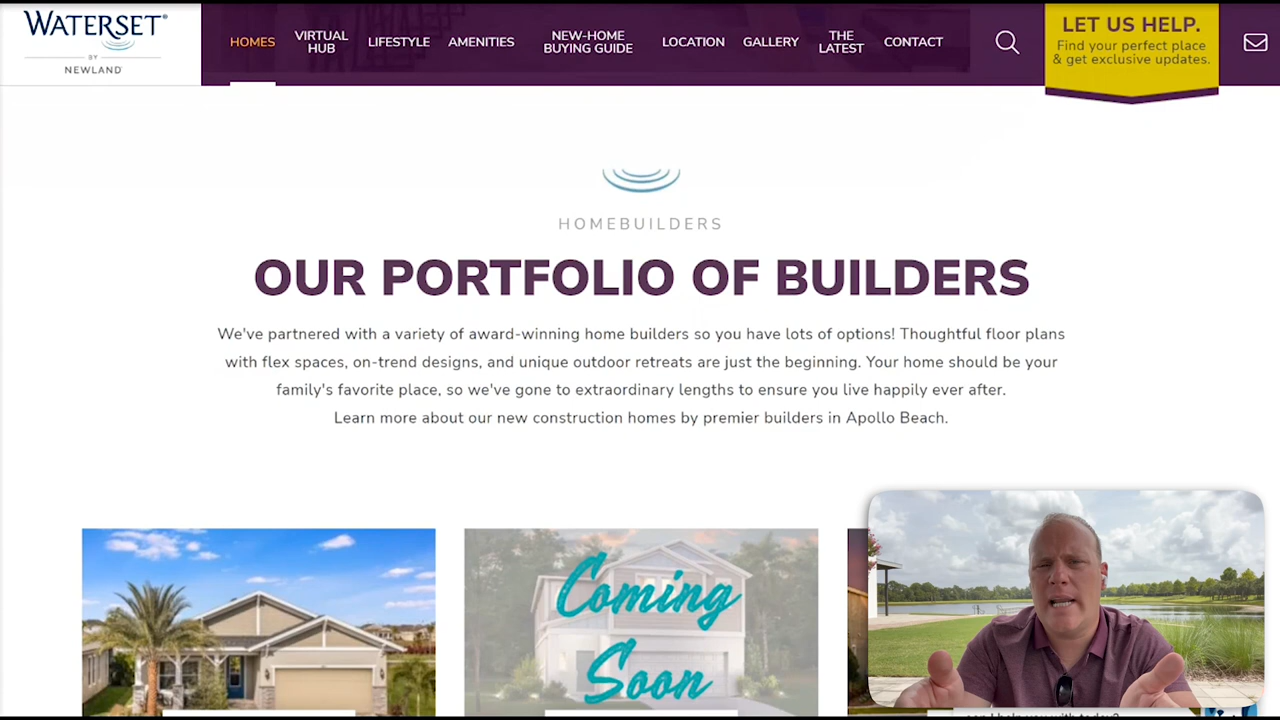 WATERSET®
BY
NEWLAND
HOMES
VIRTUAL
HUB
LIFESTYLE
AMENITIES
NEW-HOME
BUYING GUIDE
LOCATION
GALLERY
THE
LATEST
CONTACT
LET US HELP.
Find your perfect place
& get exclusive updates.
HOMEBUILDERS
OUR PORTFOLIO OF BUILDERS
We've partnered with a variety of award-winning home builders so you have lots of options! Thoughtful floor plans
with flex spaces, on-trend designs, and unique outdoor retreats are just the beginning. Your home should be your
family's favorite place, so we've gone to extraordinary lengths to ensure you live happily ever after.
Learn more about our new construction homes by premier builders in Apollo Beach.
Coming
Soon
can I help you with today?